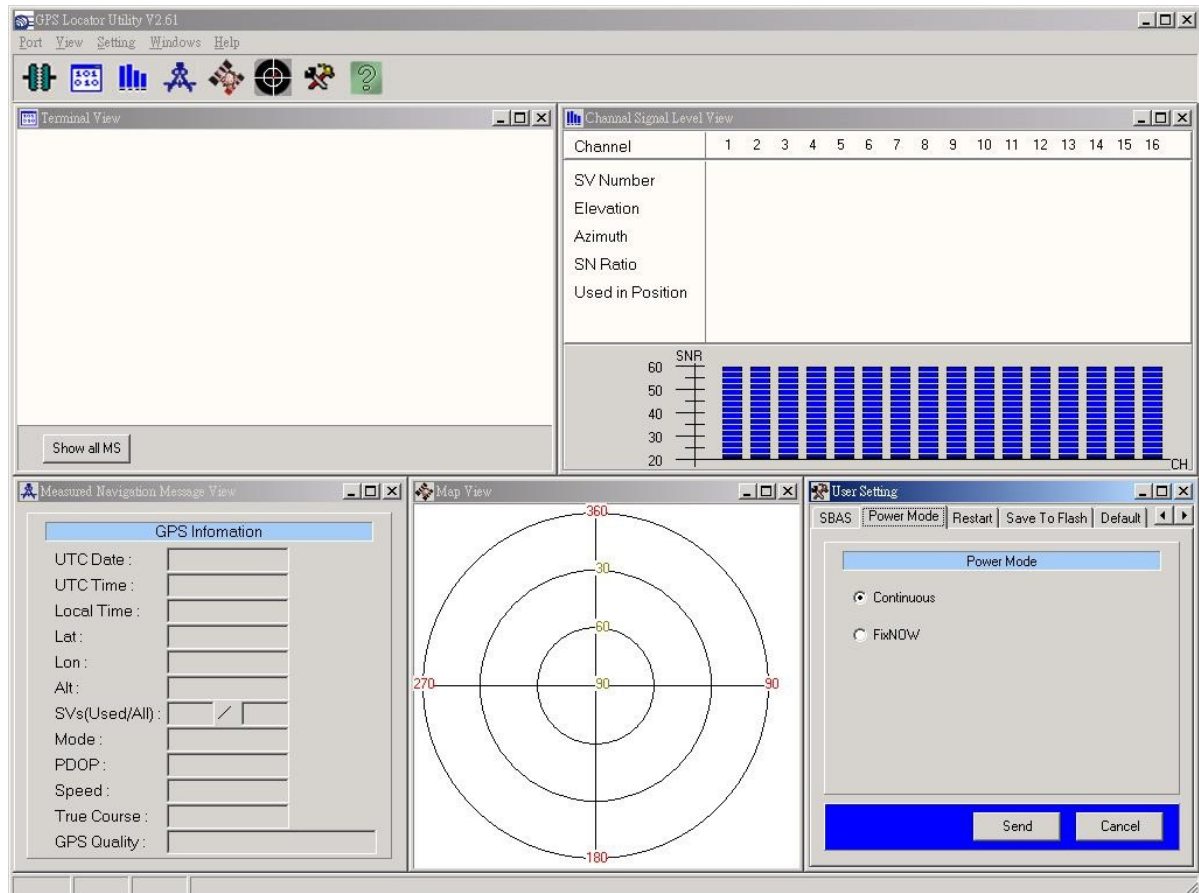 GPS Locator Utility V2.61
Port View Setting Windows Help
Terminal View
Show all MS
Channal Signal Level View
Channel 1 2 3 4 5 6 7 8 9 10 11 12 13 14 15 16
SV Number
Elevation
Azimuth
SN Ratio
Used in Position
SNR
60
50
40
30
20
CH
Measured Navigation Message View
GPS Infomation
UTC Date :
UTC Time :
Local Time :
Lat :
Lon :
Alt :
SVs(Used/All) : /
Mode :
PDOP :
Speed :
True Course :
GPS Quality :
Map View
360
30
60
270 90 90
180
User Setting
SBAS Power Mode Restart Save To Flash Default
Power Mode
Continuous
FixNOW
Send Cancel